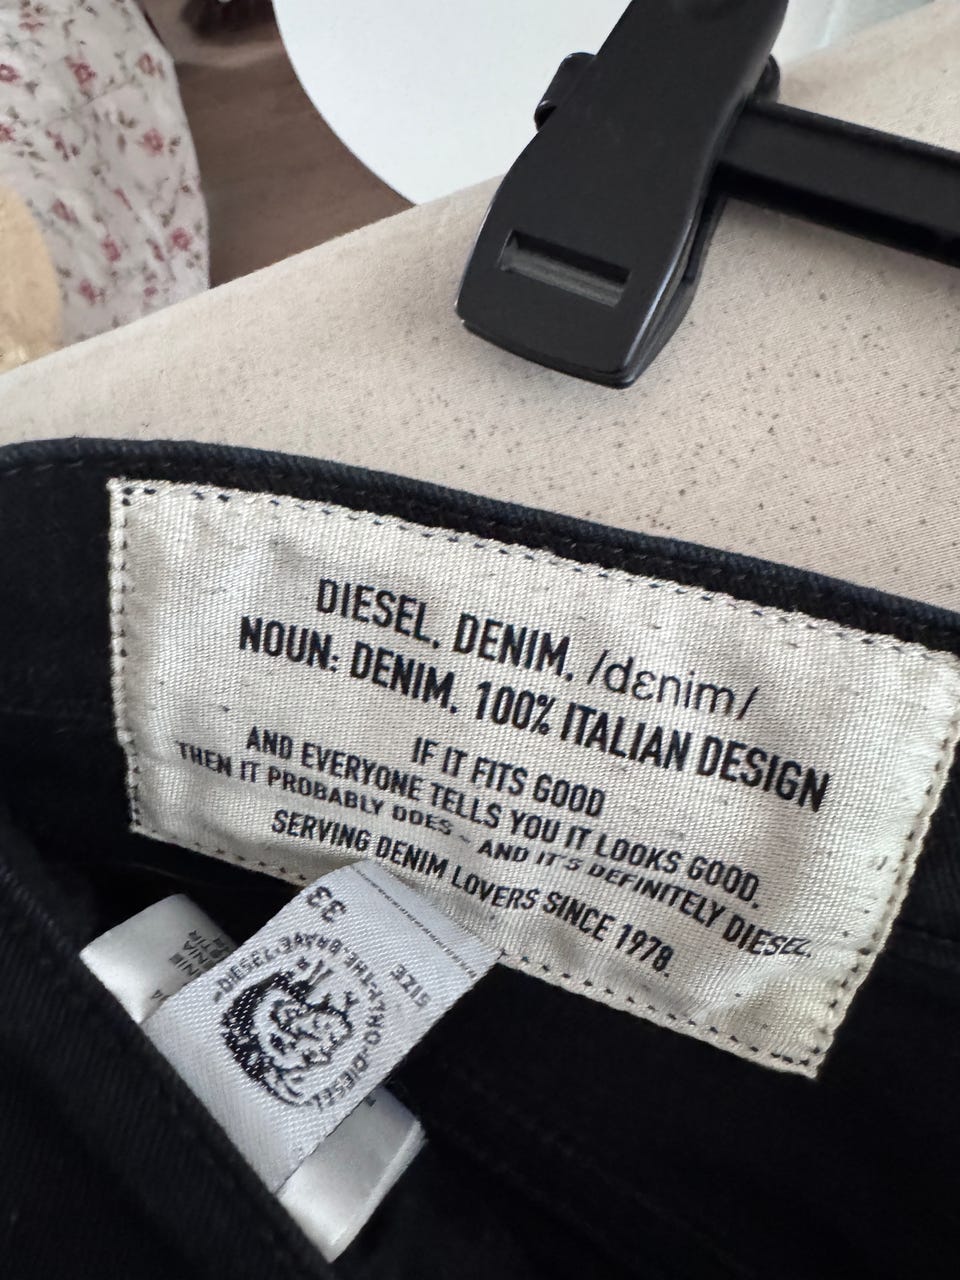 DIESEL. DENIM. /dɛnim/
NOUN: DENIM. 100% ITALIAN DESIGN
IF IT FITS GOOD
AND EVERYONE TELLS YOU IT LOOKS GOOD.
THEN IT PROBABLY DOES - AND IT'S DEFINITELY DIESEL.
SERVING DENIM LOVERS SINCE 1978.
SIZE
33